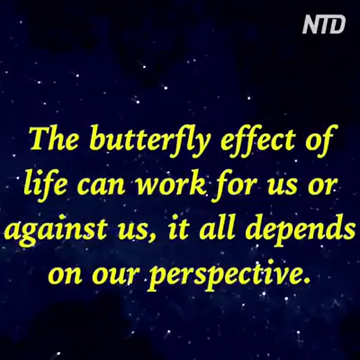 NTD
The butterfly effect of
life can work for us or
against us, it all depends
on our perspective.